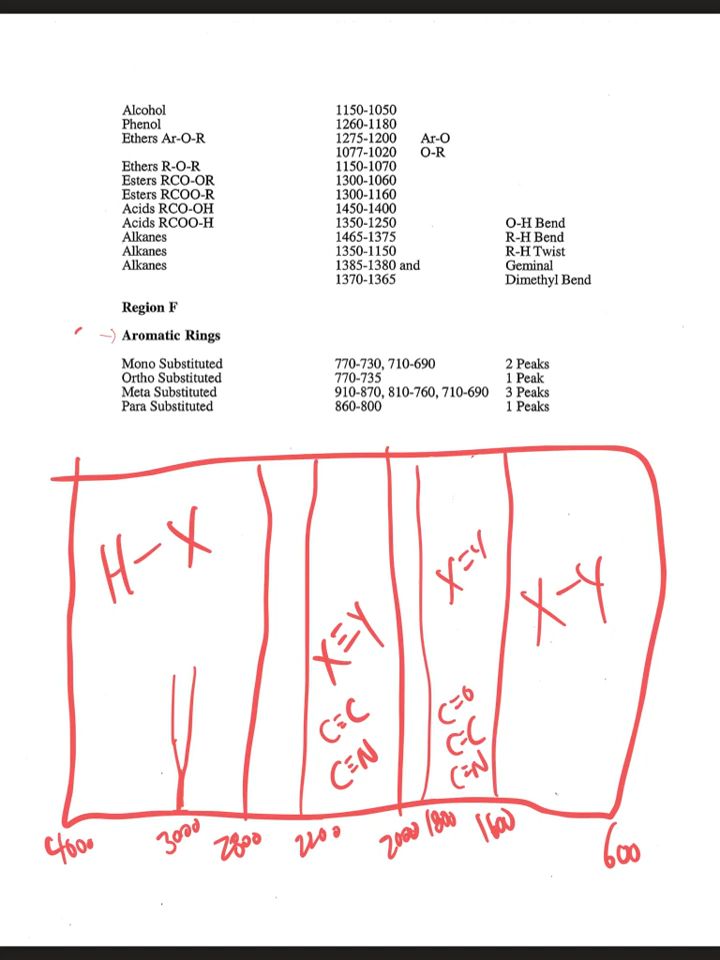 Alcohol 1150-1050
Phenol 1260-1180
Ethers Ar-O-R 1275-1200 Ar-O
1077-1020 O-R
Ethers R-O-R 1150-1070
Esters RCO-OR 1300-1060
Esters RCOO-R 1300-1160
Acids RCO-OH 1450-1400
Acids RCOO-H 1350-1250 O-H Bend
Alkanes 1465-1375 R-H Bend
Alkanes 1350-1150 R-H Twist
Alkanes 1385-1380 and Geminal
1370-1365 Dimethyl Bend
Region F
→) Aromatic Rings
Mono Substituted 770-730, 710-690 2 Peaks
Ortho Substituted 770-735 1 Peak
Meta Substituted 910-870, 810-760, 710-690 3 Peaks
Para Substituted 860-800 1 Peaks
H-X
X≡Y
C≡C
C≡N
X=Y
C=O
C=C
C=N
X-Y
4000 3000 2800 2200 2000 1800 1600 600